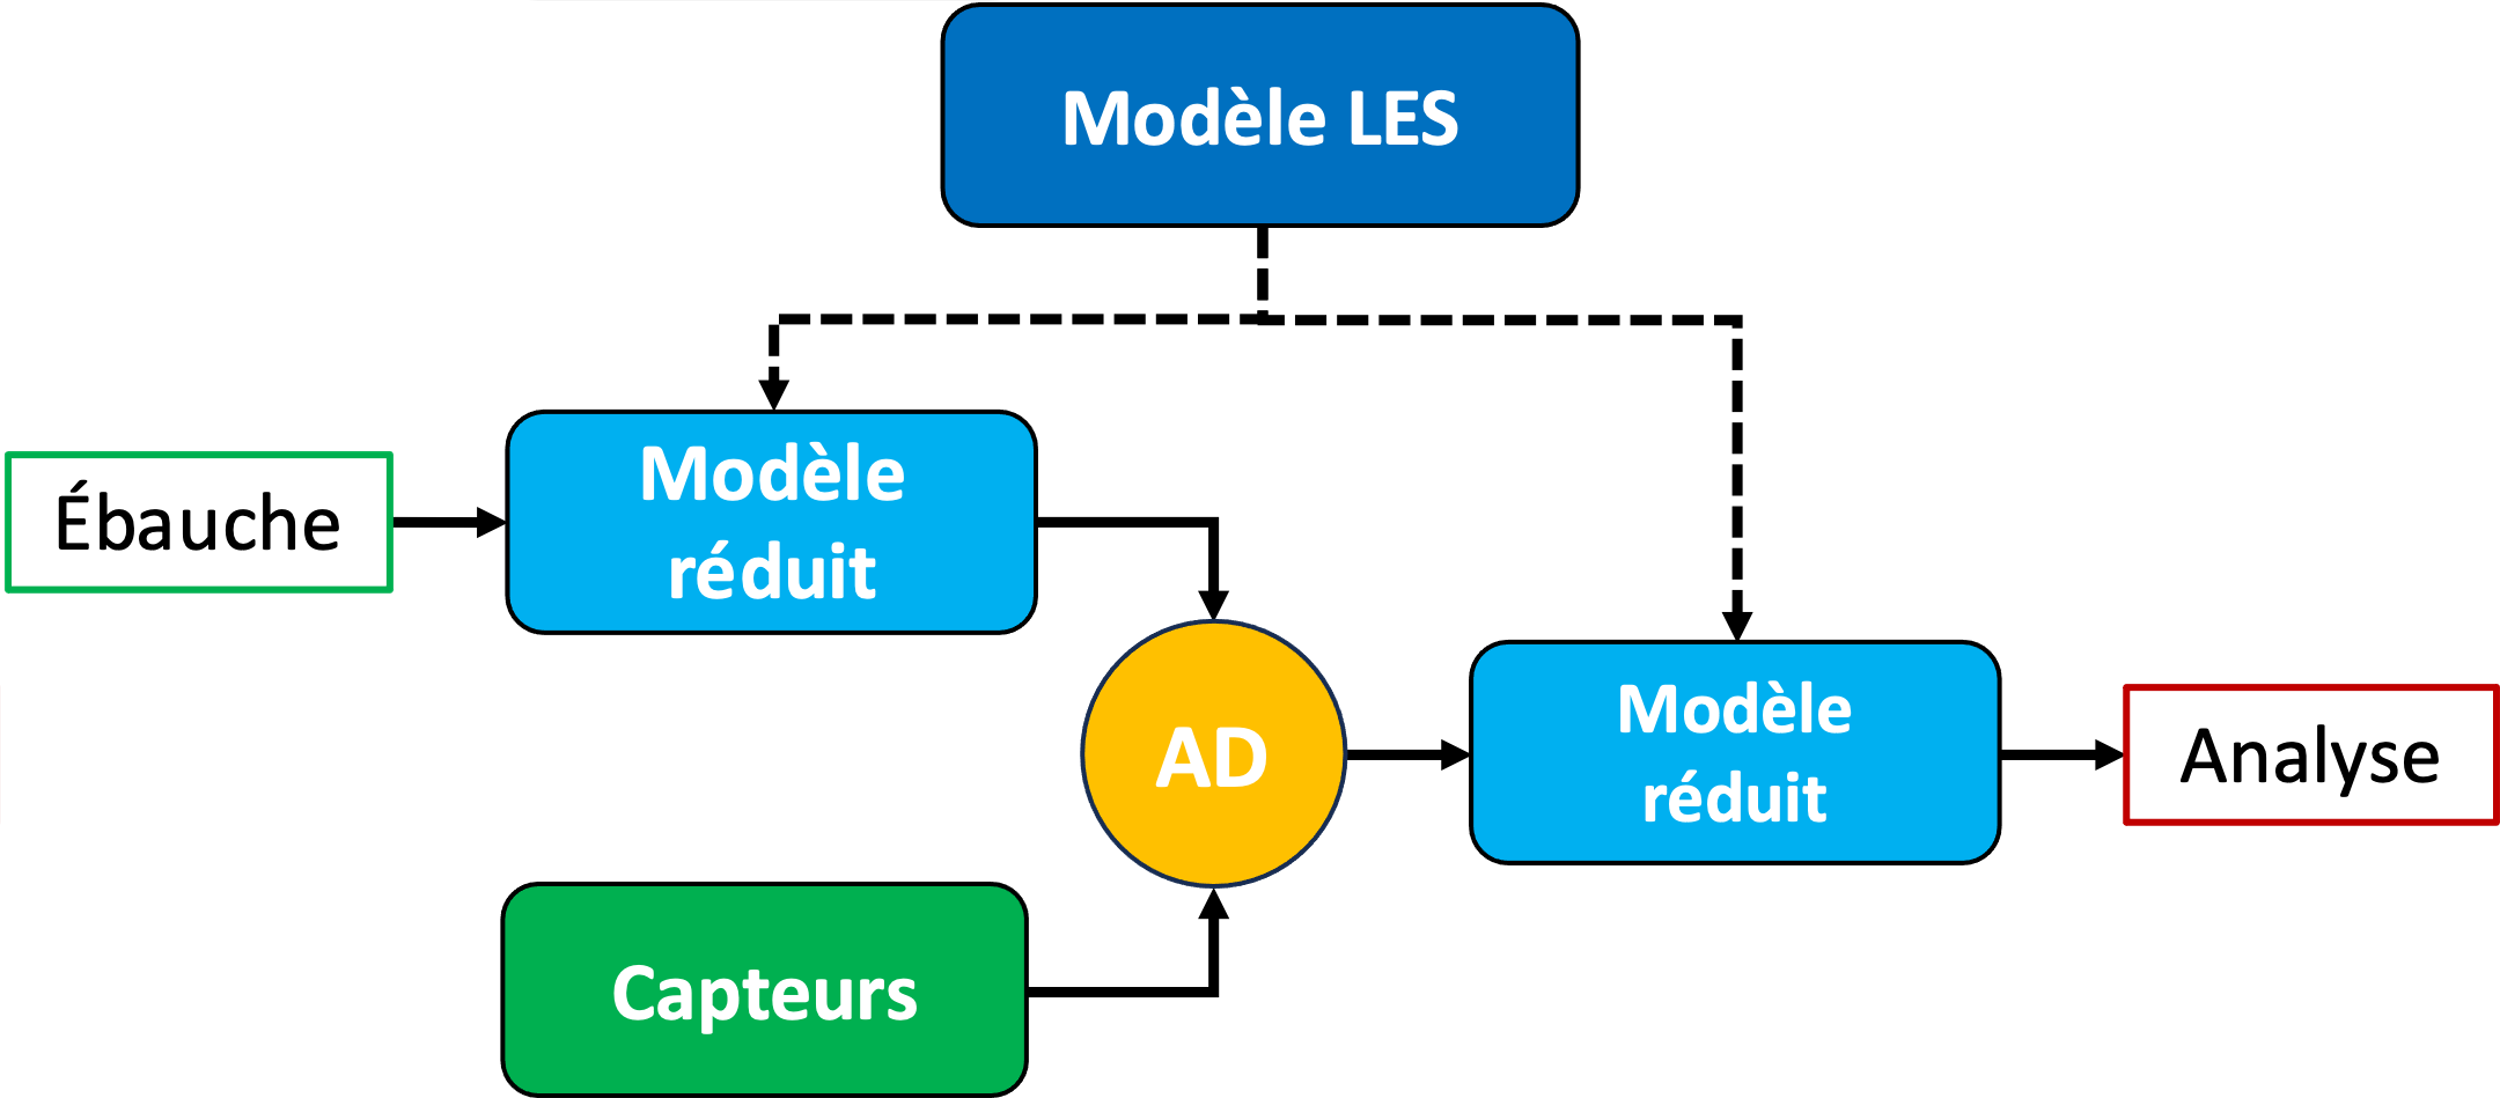 Modèle LES
Ébauche
Modèle
réduit
AD
Modèle
réduit
Analyse
Capteurs